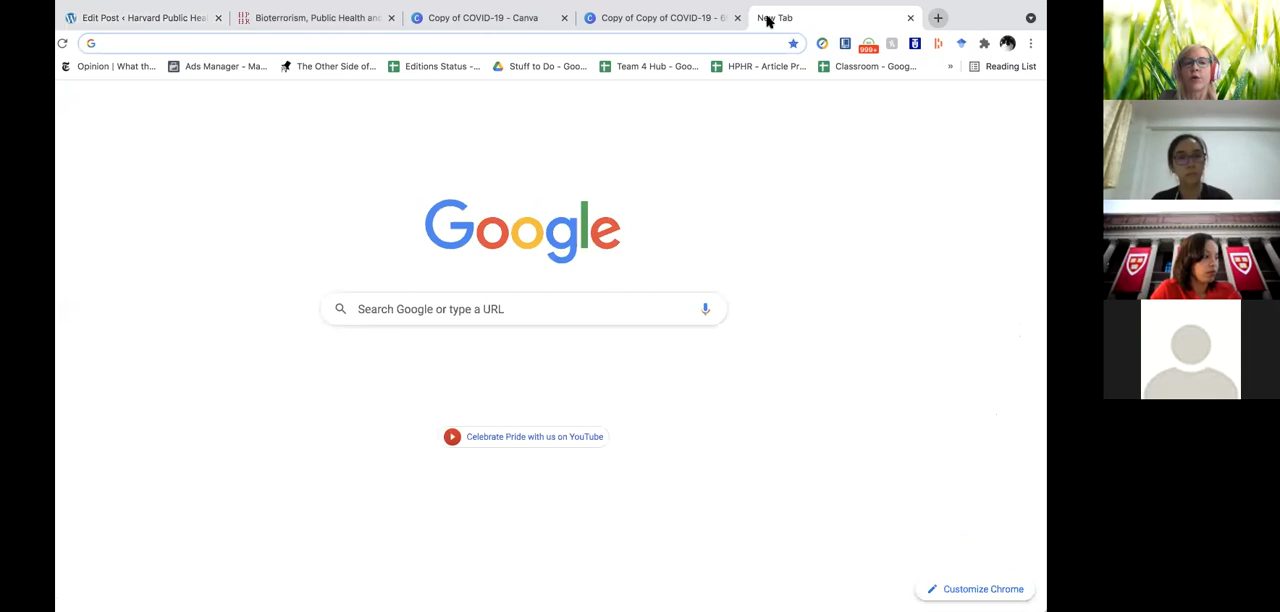 Edit Post ‹ Harvard Public Hea
Bioterrorism, Public Health and
Copy of COVID-19 - Canva
Copy of Copy of COVID-19 - 6
New Tab
G
999+
Opinion | What th...
Ads Manager - Ma...
The Other Side of...
Editions Status -...
Stuff to Do - Goo...
Team 4 Hub - Goo...
HPHR - Article Pr...
Classroom - Goog...
»
Reading List
Google
Search Google or type a URL
Celebrate Pride with us on YouTube
Customize Chrome